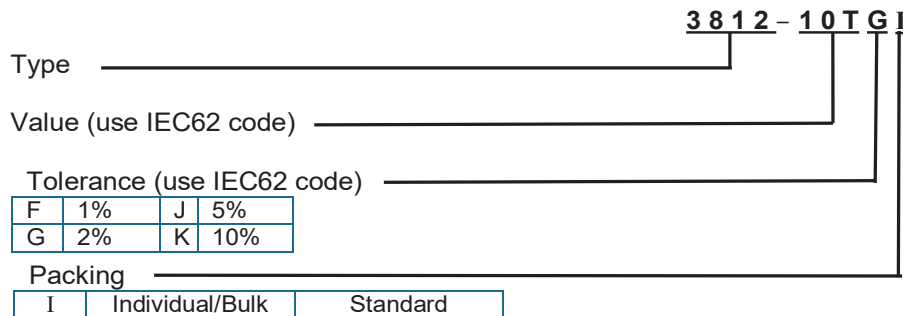 3812–10TGI
Type
Value (use IEC62 code)
Tolerance (use IEC62 code)
F 1% J 5%
G 2% K 10%
Packing
I Individual/Bulk Standard